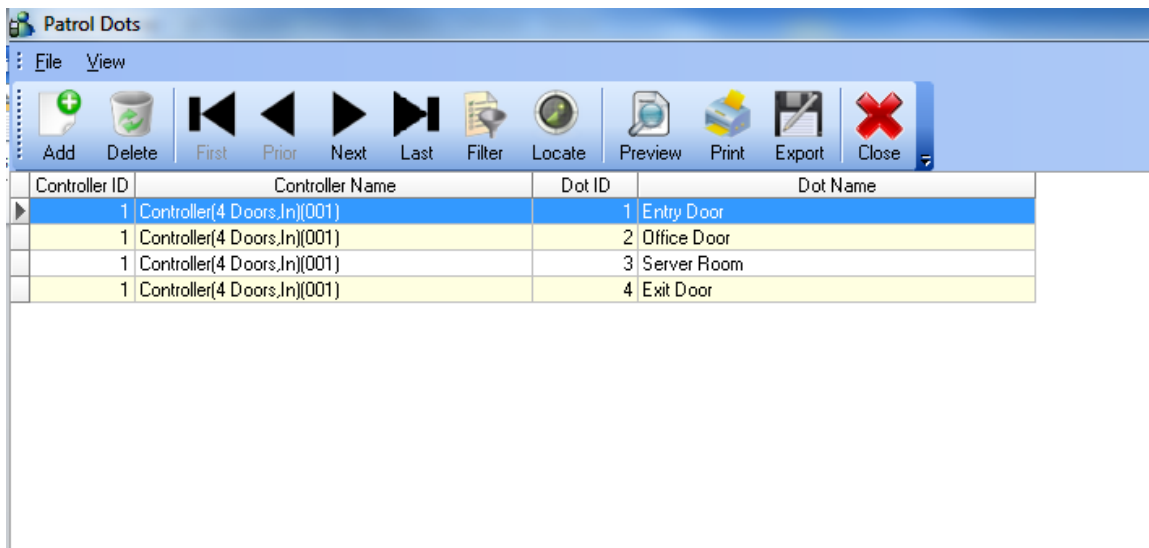 Patrol Dots
File View
Add Delete First Prior Next Last Filter Locate Preview Print Export Close
Controller ID Controller Name Dot ID Dot Name
1 Controller(4 Doors,In)(001) 1 Entry Door
1 Controller(4 Doors,In)(001) 2 Office Door
1 Controller(4 Doors,In)(001) 3 Server Room
1 Controller(4 Doors,In)(001) 4 Exit Door